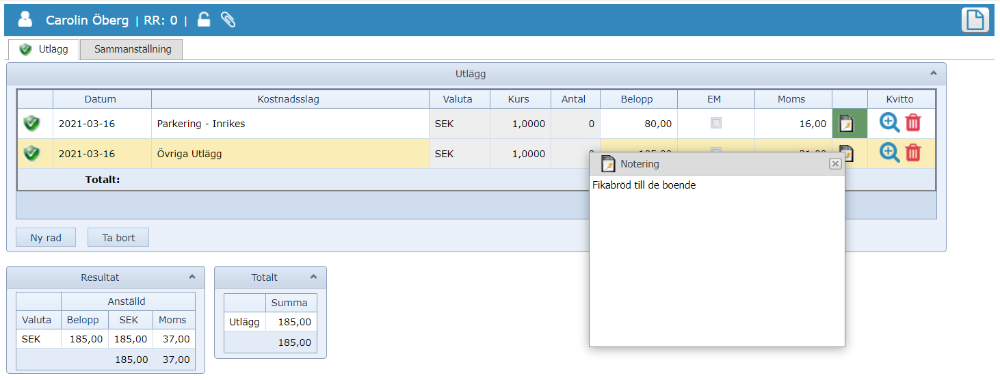 Carolin Öberg | RR: 0 |
Utlägg Sammanställning
Utlägg
Datum Kostnadsslag Valuta Kurs Antal Belopp EM Moms Kvitto
2021-03-16 Parkering - Inrikes SEK 1,0000 0 80,00 16,00
2021-03-16 Övriga Utlägg SEK 1,0000
Totalt:
Notering
Fikabröd till de boende
Ny rad Ta bort
Resultat
Anställd
Valuta Belopp SEK Moms
SEK 185,00 185,00 37,00
185,00 37,00
Totalt
Summa
Utlägg 185,00
185,00